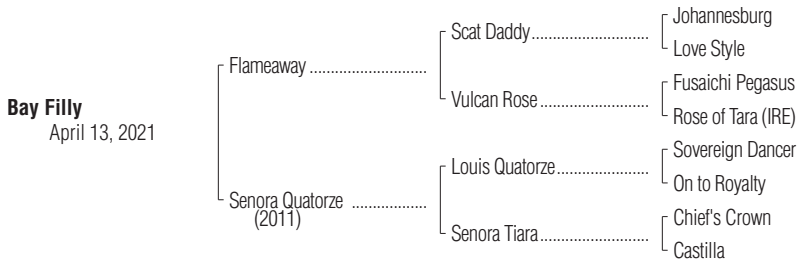 Bay Filly
April 13, 2021
Flameaway
Senora Quatorze
(2011)
Scat Daddy
Vulcan Rose
Louis Quatorze
Senora Tiara
Johannesburg
Love Style
Fusaichi Pegasus
Rose of Tara (IRE)
Sovereign Dancer
On to Royalty
Chief's Crown
Castilla